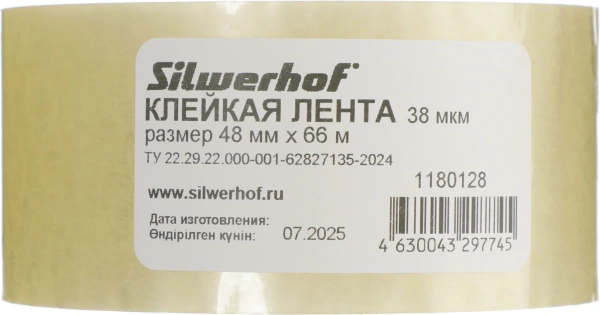 Silwerhof
КЛЕЙКАЯ ЛЕНТА 38 мкм
размер 48 мм x 66 м
ТУ 22.29.22.000-001-62827135-2024
www.silwerhof.ru
1180128
Дата изготовления:
Өндірілген күнін: 07.2025
4 630043 297745